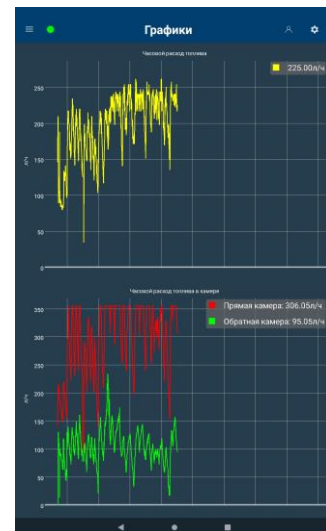 Графики
Часовой расход топлива
225.00л/ч
250
200
150
100
50
0
л/ч
Часовой расход топлива в камере
Прямая камера: 306.05л/ч
Обратная камера: 95.05л/ч
350
300
250
200
150
100
50
0
л/ч